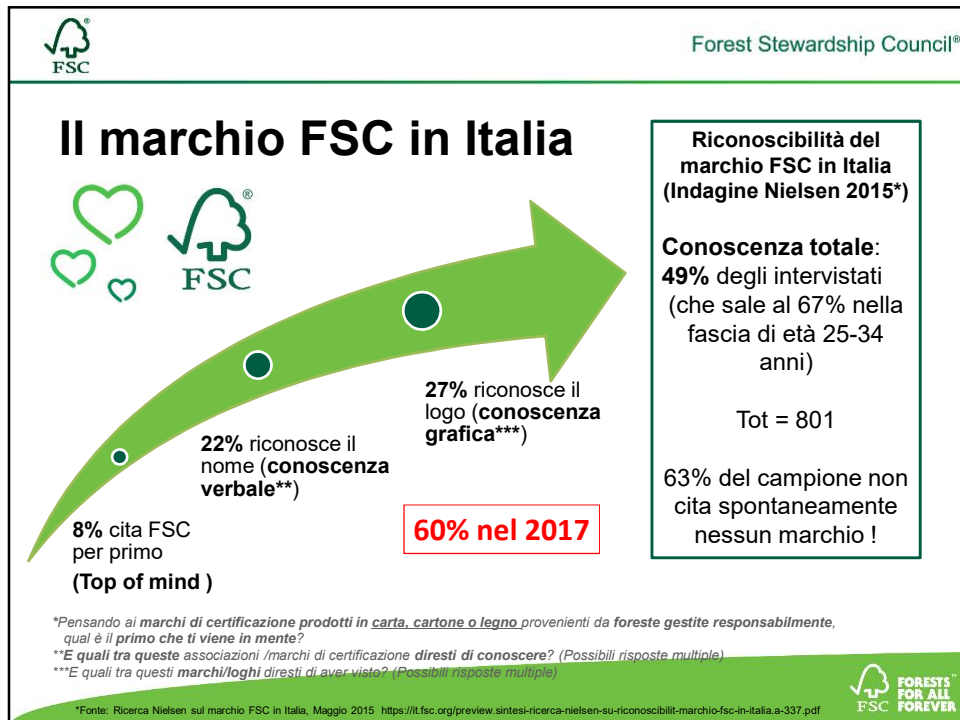 FSC
Forest Stewardship Council®
Il marchio FSC in Italia
FSC
8% cita FSC
per primo
(Top of mind )
22% riconosce il
nome (conoscenza
verbale**)
27% riconosce il
logo (conoscenza
grafica***)
60% nel 2017
Riconoscibilità del
marchio FSC in Italia
(Indagine Nielsen 2015*)
Conoscenza totale:
49% degli intervistati
(che sale al 67% nella
fascia di età 25-34
anni)
Tot = 801
63% del campione non
cita spontaneamente
nessun marchio !
*Pensando ai marchi di certificazione prodotti in carta, cartone o legno provenienti da foreste gestite responsabilmente,
qual è il primo che ti viene in mente?
**E quali tra queste associazioni /marchi di certificazione diresti di conoscere? (Possibili risposte multiple)
***E quali tra questi marchi/loghi diresti di aver visto? (Possibili risposte multiple)
*Fonte: Ricerca Nielsen sul marchio FSC in Italia, Maggio 2015 https://it.fsc.org/preview.sintesi-ricerca-nielsen-su-riconoscibilit-marchio-fsc-in-italia.a-337.pdf
FSC
FORESTS™
FOR ALL
FOREVER